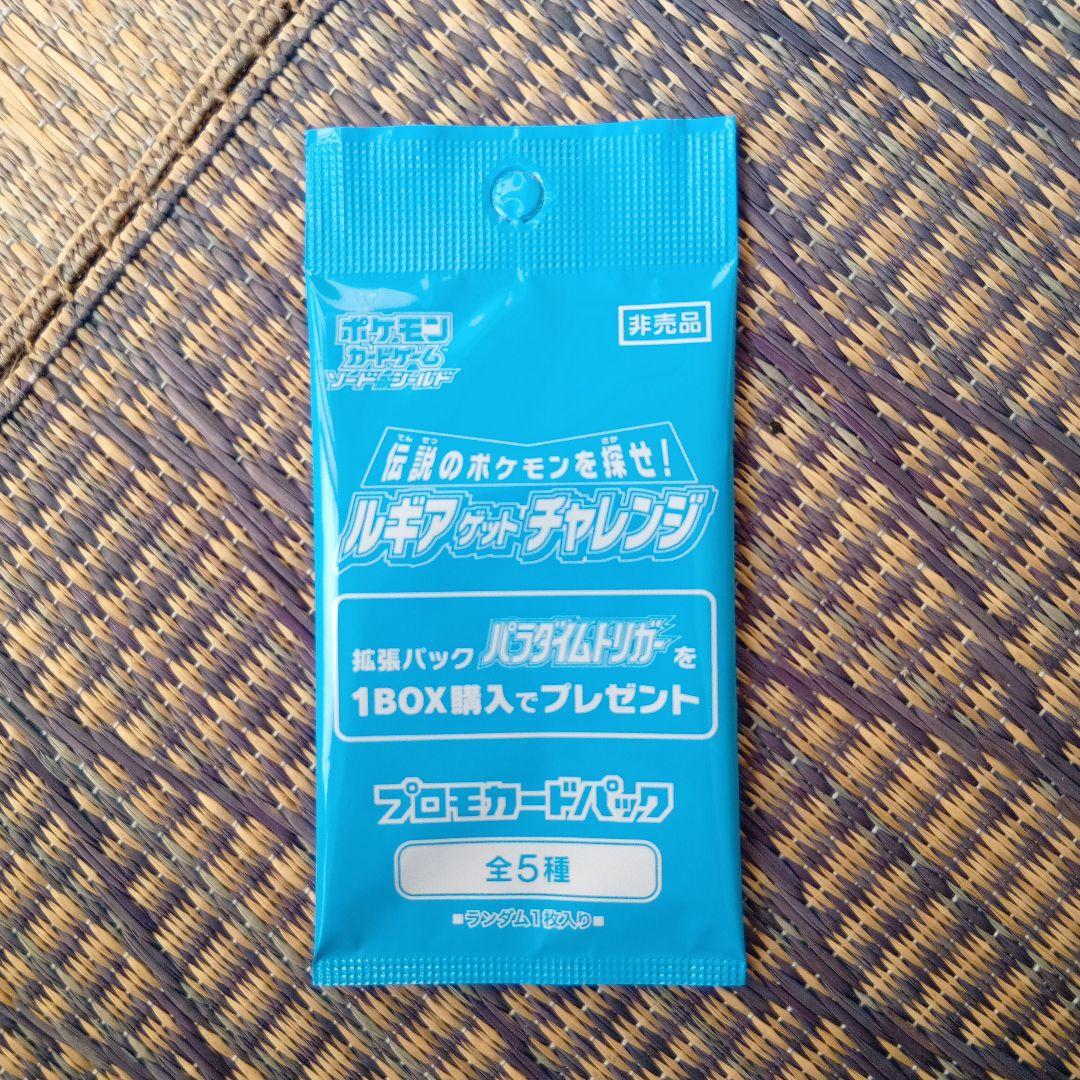 ポケモン
カードゲーム
ソード&シールド
非売品
でん せつ さが
伝説のポケモンを探せ!
ルギアゲットチャレンジ
拡張パック パラダイムトリガーを
1BOX購入でプレゼント
プロモカードパック
全5種
■ランダム1枚入り■